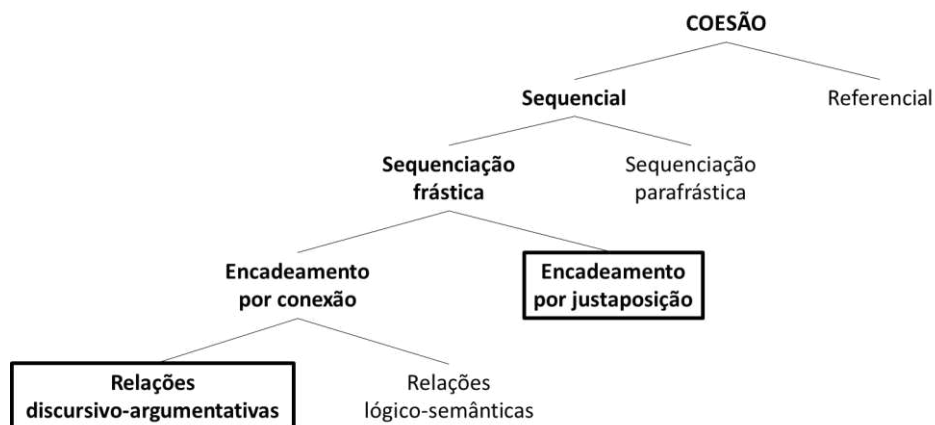 COESÃO
Sequencial
Referencial
Sequenciação
frástica
Sequenciação
parafrástica
Encadeamento
por conexão
Encadeamento
por justaposição
Relações
discursivo-argumentativas
Relações
lógico-semânticas